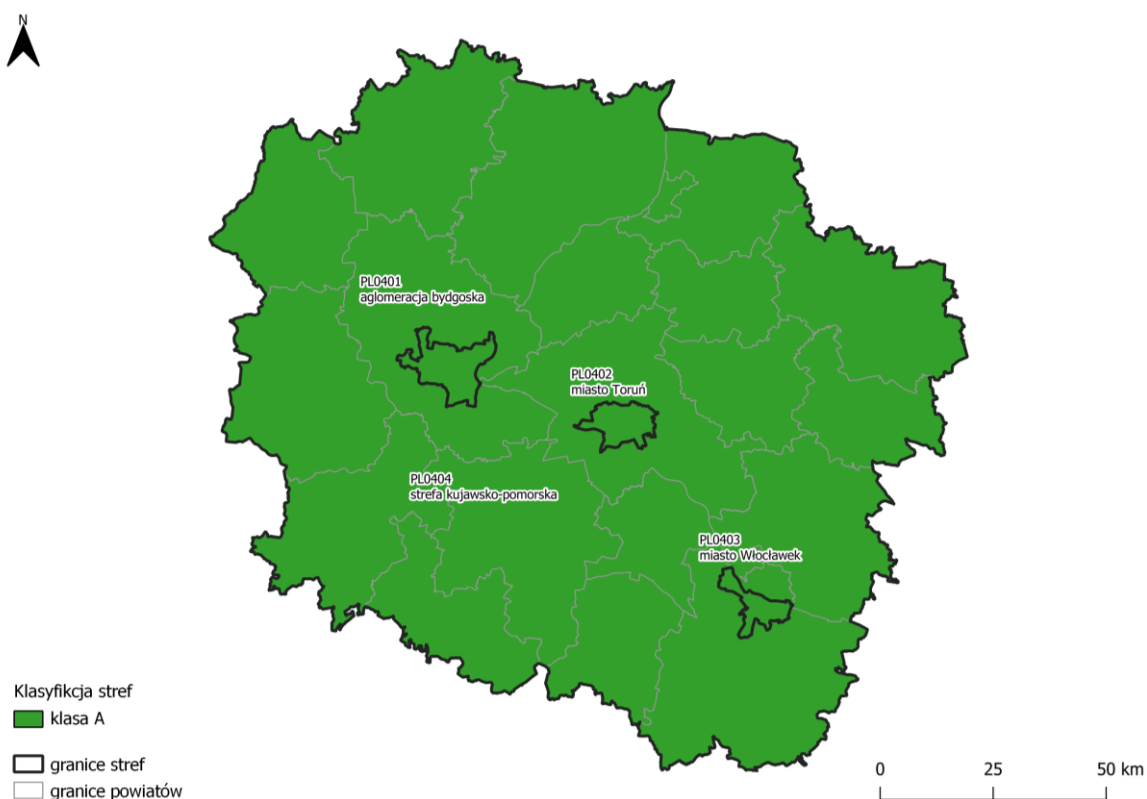 N
PL0401
aglomeracja bydgoska
PL0402
miasto Toruń
PL0404
strefa kujawsko-pomorska
PL0403
miasto Włocławek
Klasyfikcja stref
klasa A
granice stref
granice powiatów
0 25 50 km